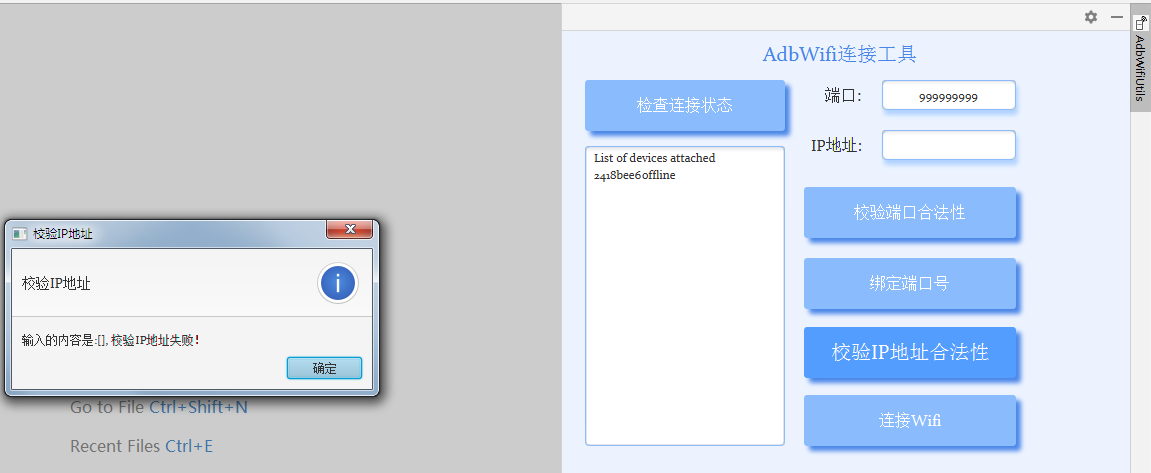 AdbWifi连接工具
检查连接状态
端口:
999999999
IP地址:
List of devices attached
2418bee6offline
校验端口合法性
绑定端口号
校验IP地址合法性
连接Wifi
AdbWifiUtils
校验IP地址
校验IP地址
输入的内容是:[], 校验IP地址失败!
确定
Go to File Ctrl+Shift+N
Recent Files Ctrl+E